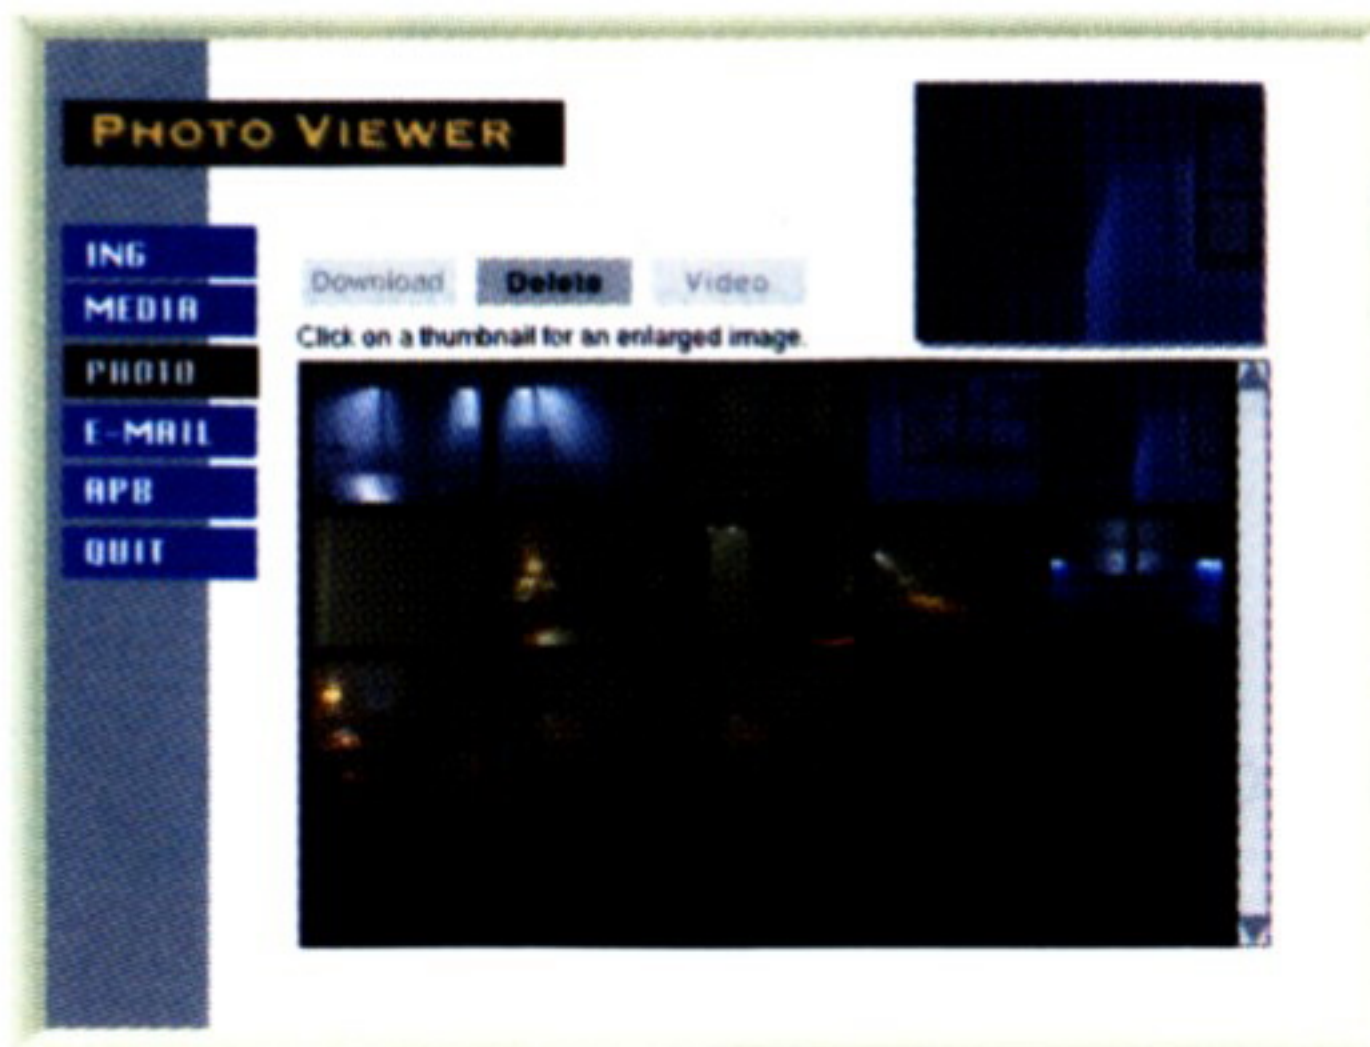 PHOTO VIEWER
ING
MEDIA
PHOTO
E-MAIL
APB
QUIT
Download Delete Video
Click on a thumbnail for an enlarged image.